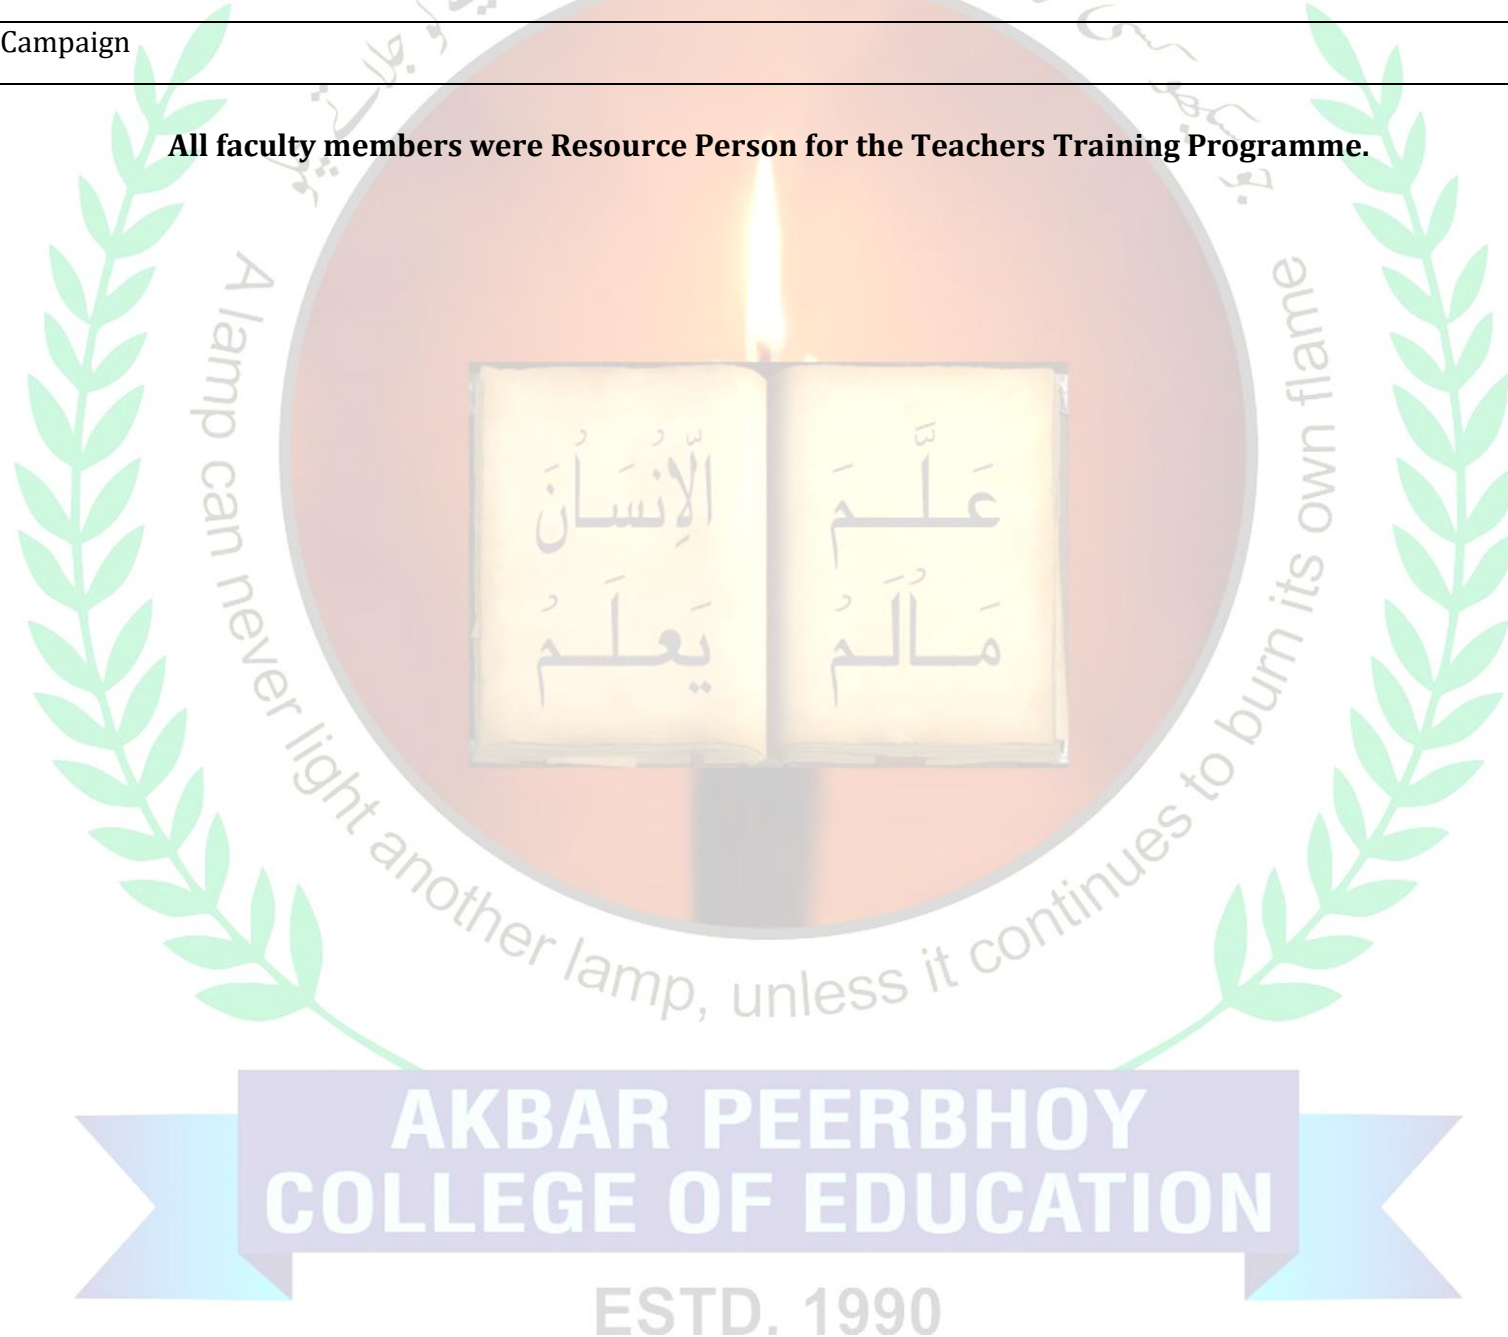 Campaign
All faculty members were Resource Person for the Teachers Training Programme.
عَلَّمَ الْاِنْسَانَ
مَالَمْ يَعْلَمْ
A lamp can never light another lamp, unless it continues to burn its own flame
AKBAR PEERBHOY
COLLEGE OF EDUCATION
ESTD. 1990